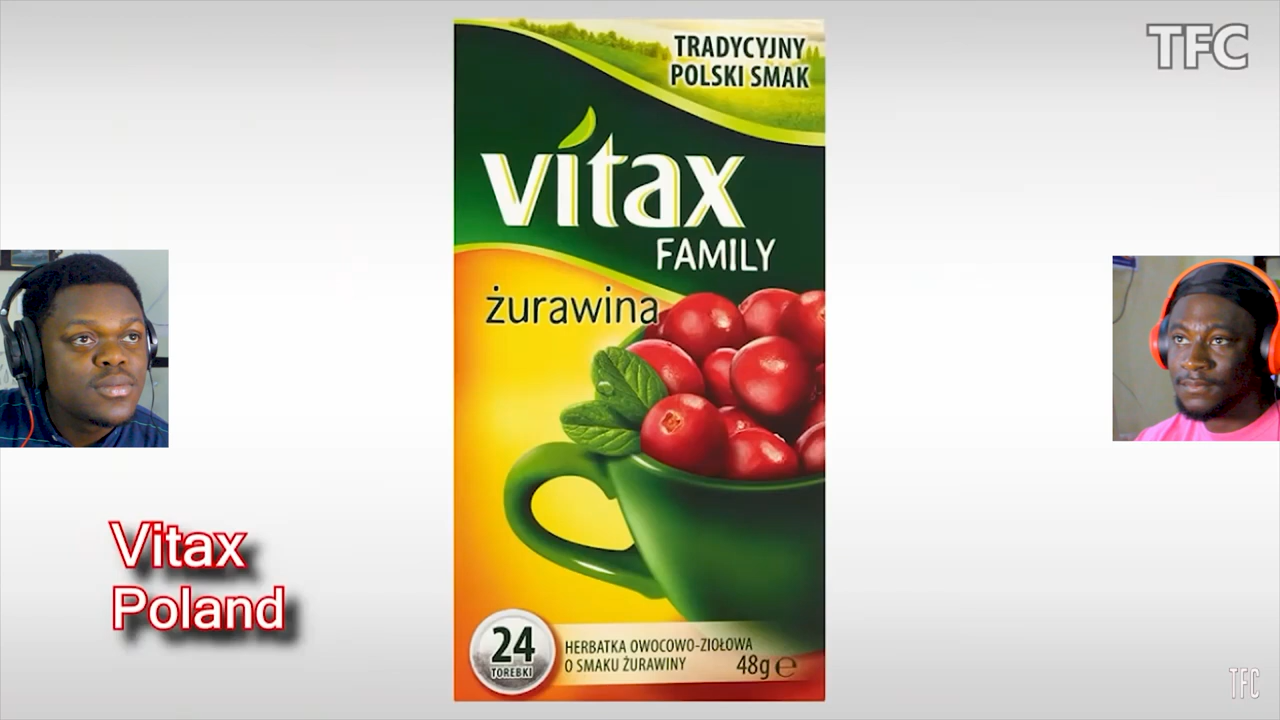 TFC
TRADYCYJNY
POLSKI SMAK
vitax
FAMILY
żurawina
Vitax
Poland
24
TOREBKI
HERBATKA OWOCOWO-ZIOŁOWA
O SMAKU ŻURAWINY
48g ℮
TFC